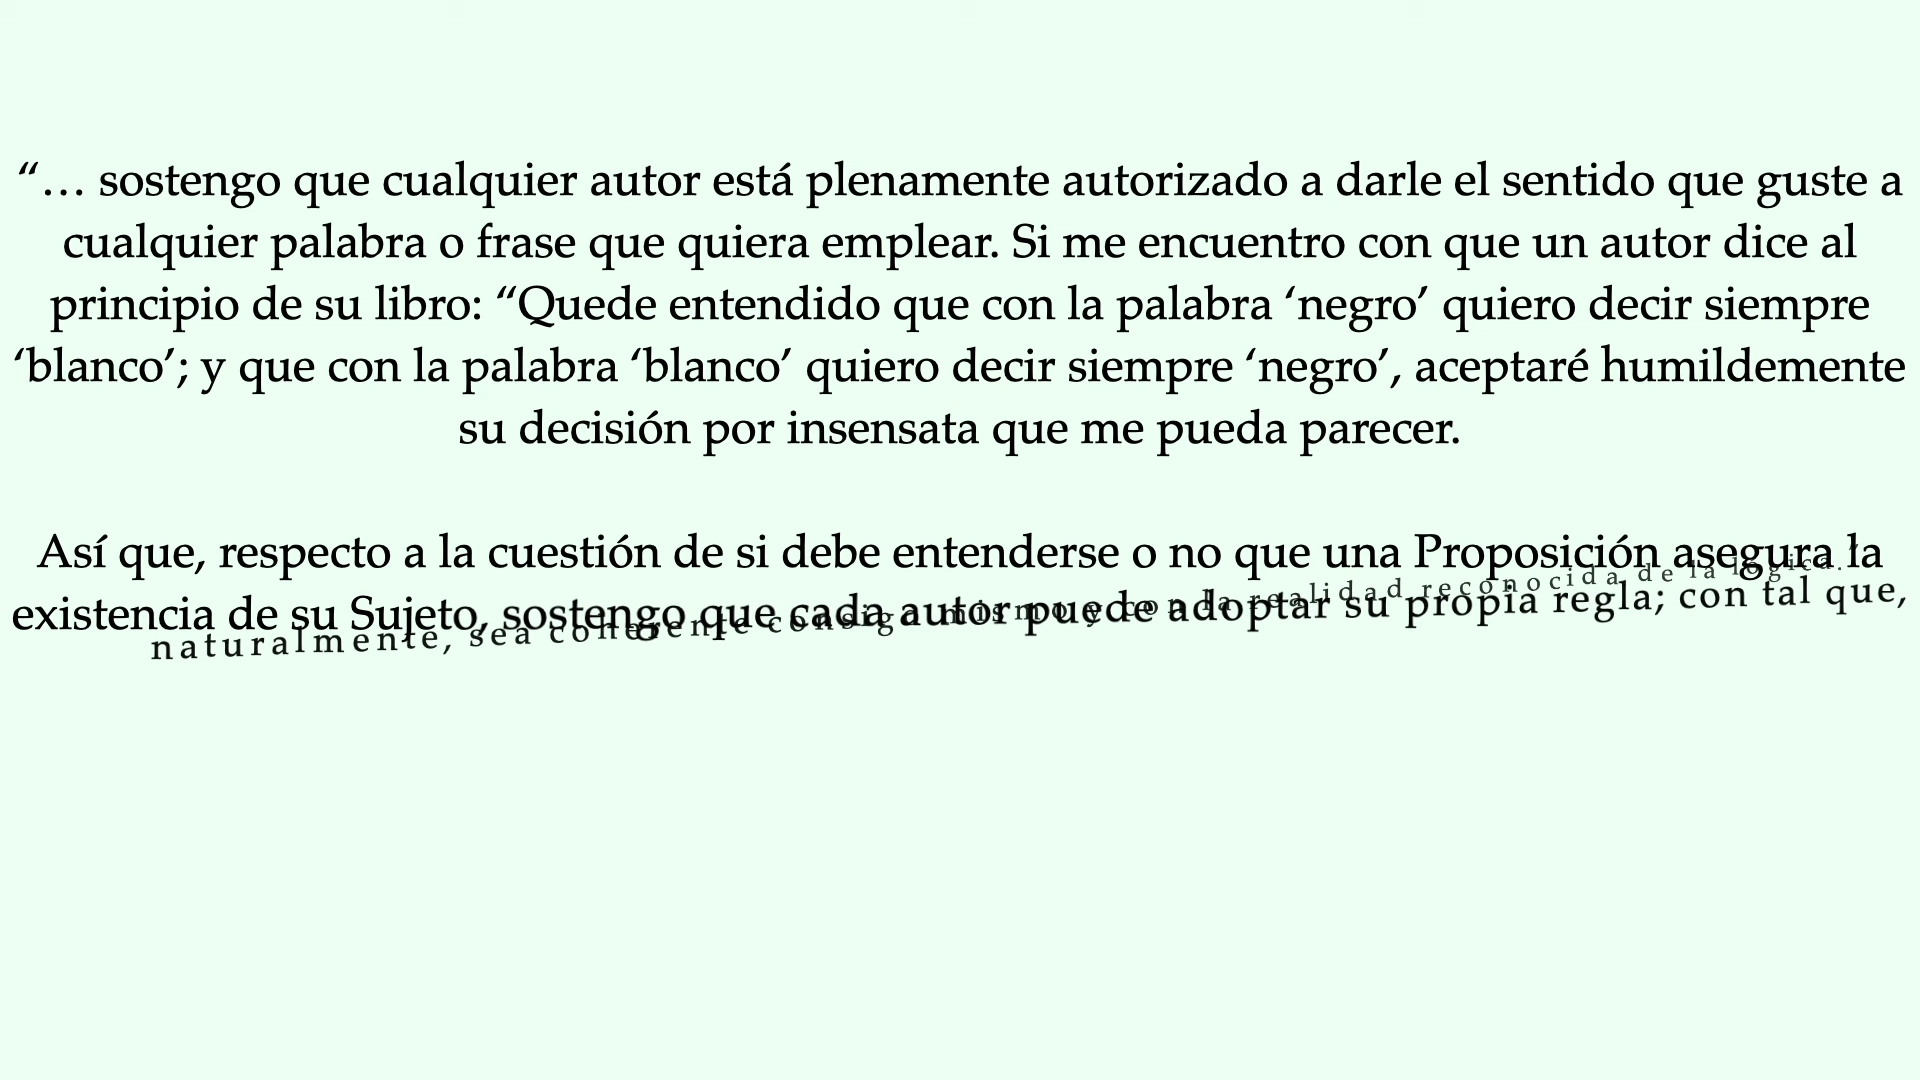 “… sostengo que cualquier autor está plenamente autorizado a darle el sentido que guste a
cualquier palabra o frase que quiera emplear. Si me encuentro con que un autor dice al
principio de su libro: “Quede entendido que con la palabra ‘negro’ quiero decir siempre
‘blanco’; y que con la palabra ‘blanco’ quiero decir siempre ‘negro’, aceptaré humildemente
su decisión por insensata que me pueda parecer.
Así que, respecto a la cuestión de si debe entenderse o no que una Proposición asegura la
existencia de su Sujeto, sostengo que cada autor puede adoptar su propia regla; con tal que,
naturalmente, sea coherente consigo mismo y con la realidad reconocida de la lógica.”